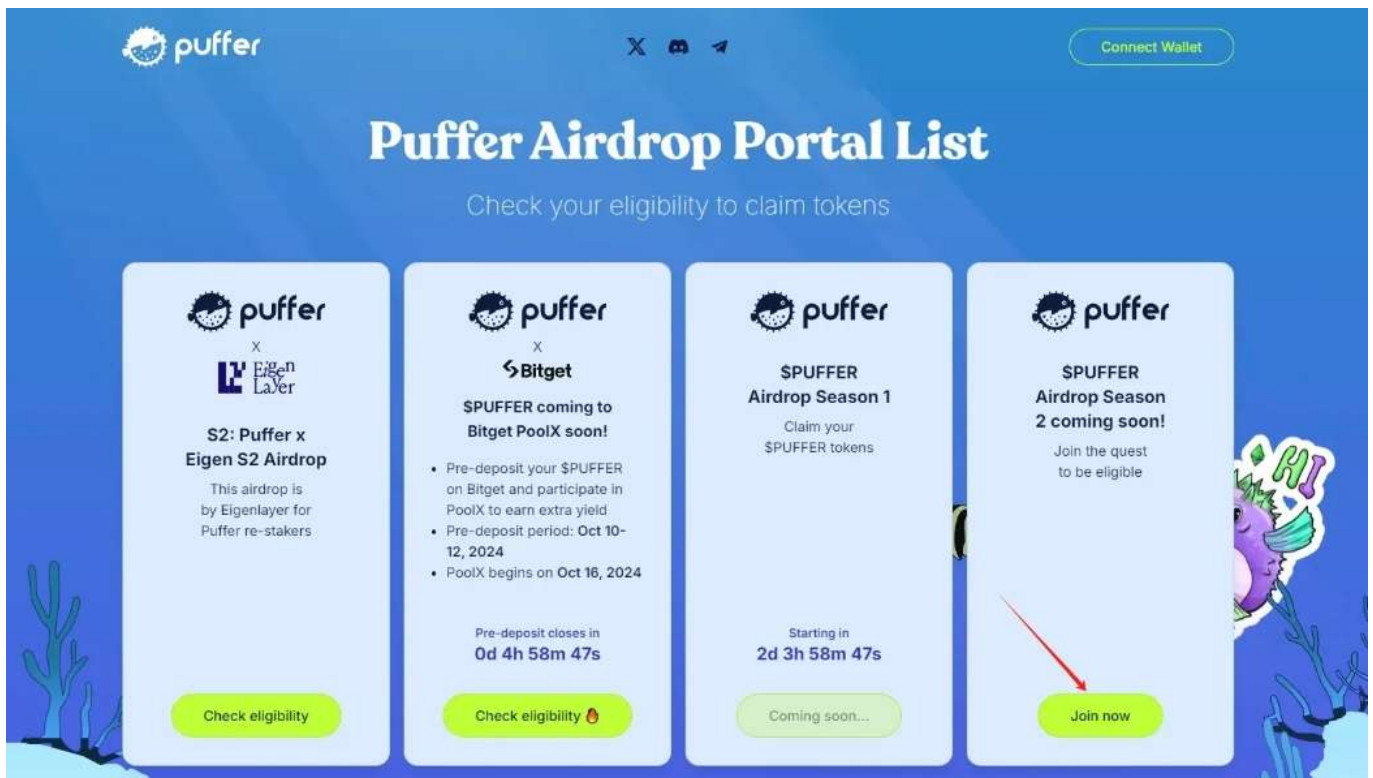 puffer
Connect Wallet
Puffer Airdrop Portal List
Check your eligibility to claim tokens
puffer
X
Eigen
Layer
S2: Puffer x
Eigen S2 Airdrop
This airdrop is
by Eigenlayer for
Puffer re-stakers
Check eligibility
puffer
X
Bitget
$PUFFER coming to
Bitget PoolX soon!
• Pre-deposit your $PUFFER
on Bitget and participate in
PoolX to earn extra yield
• Pre-deposit period: Oct 10-
12, 2024
• PoolX begins on Oct 16, 2024
Pre-deposit closes in
0d 4h 58m 47s
Check eligibility 🔥
puffer
$PUFFER
Airdrop Season 1
Claim your
$PUFFER tokens
Starting in
2d 3h 58m 47s
Coming soon...
puffer
$PUFFER
Airdrop Season
2 coming soon!
Join the quest
to be eligible
Join now
HI